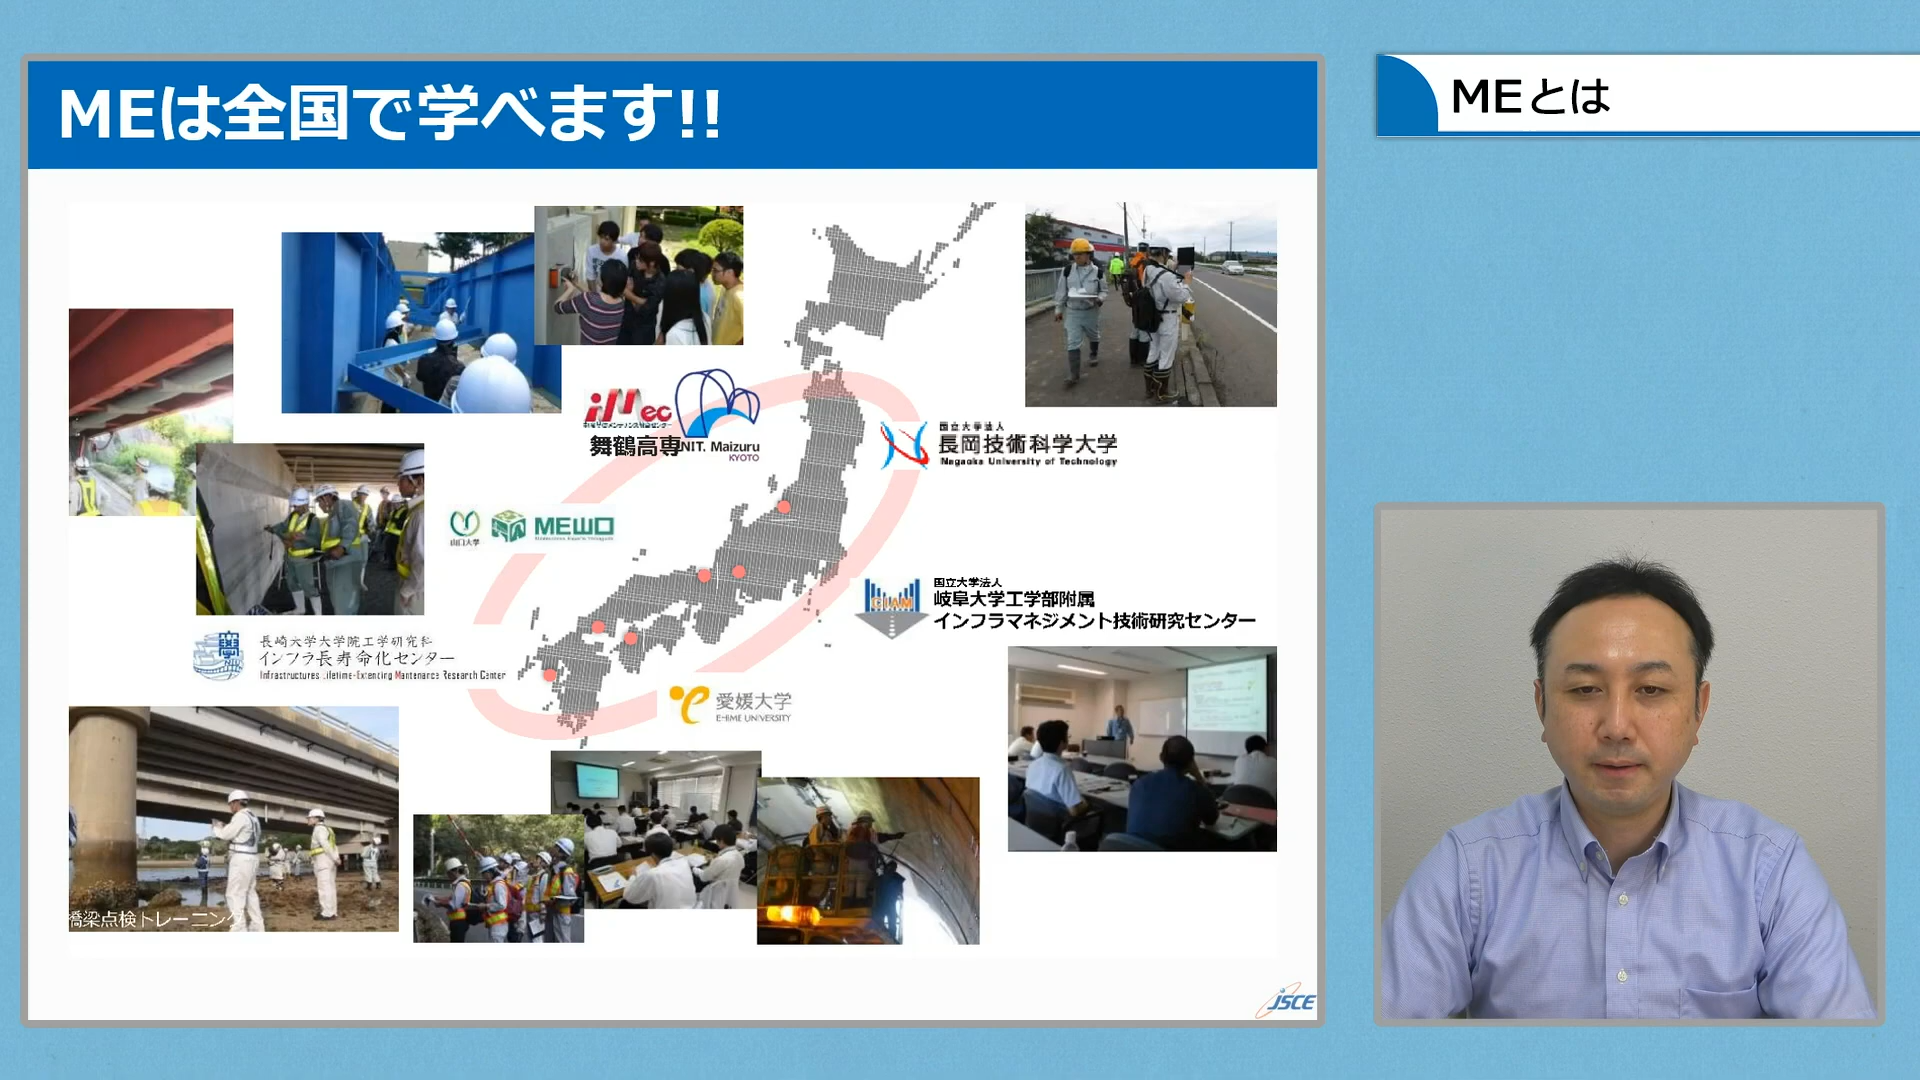 MEは全国で学べます!!
MEとは
iMec
舞鶴高専
NIT. Maizuru
KYOTO
国立大学法人
長岡技術科学大学
Nagaoka University of Technology
山口大学
MEWO
国立大学法人
岐阜大学工学部附属
インフラマネジメント技術研究センター
CIAM
長崎大学大学院工学研究科
インフラ長寿命化センター
Infrastructures Lifetime-Extending Maintenance Research Center
愛媛大学
EHIME UNIVERSITY
橋梁点検トレーニング
JSCE